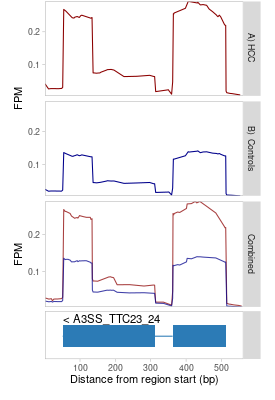 0.2
0.1
A) HCC
FPM
0.2
0.1
B) Controls
0.2
0.1
Combined
FPM
< A3SS_TTC23_24
100 200 300 400 500
Distance from region start (bp)